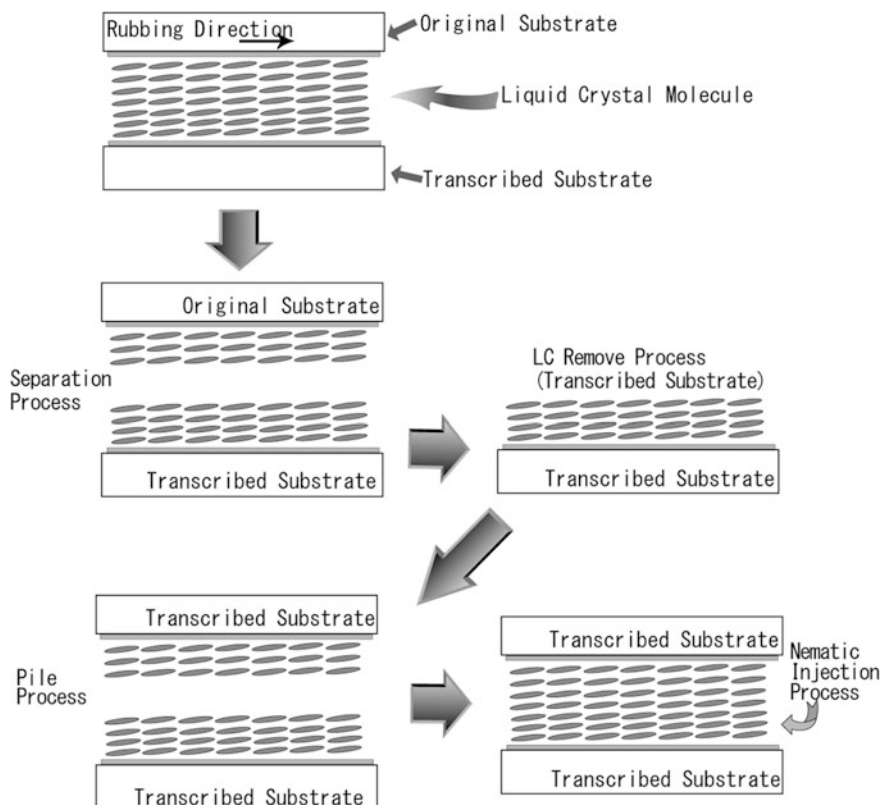 Rubbing Direction
Original Substrate
Liquid Crystal Molecule
Transcribed Substrate
Original Substrate
Separation
Process
Transcribed Substrate
LC Remove Process
(Transcribed Substrate)
Transcribed Substrate
Transcribed Substrate
Pile
Process
Transcribed Substrate
Transcribed Substrate
Nematic
Injection
Process
Transcribed Substrate